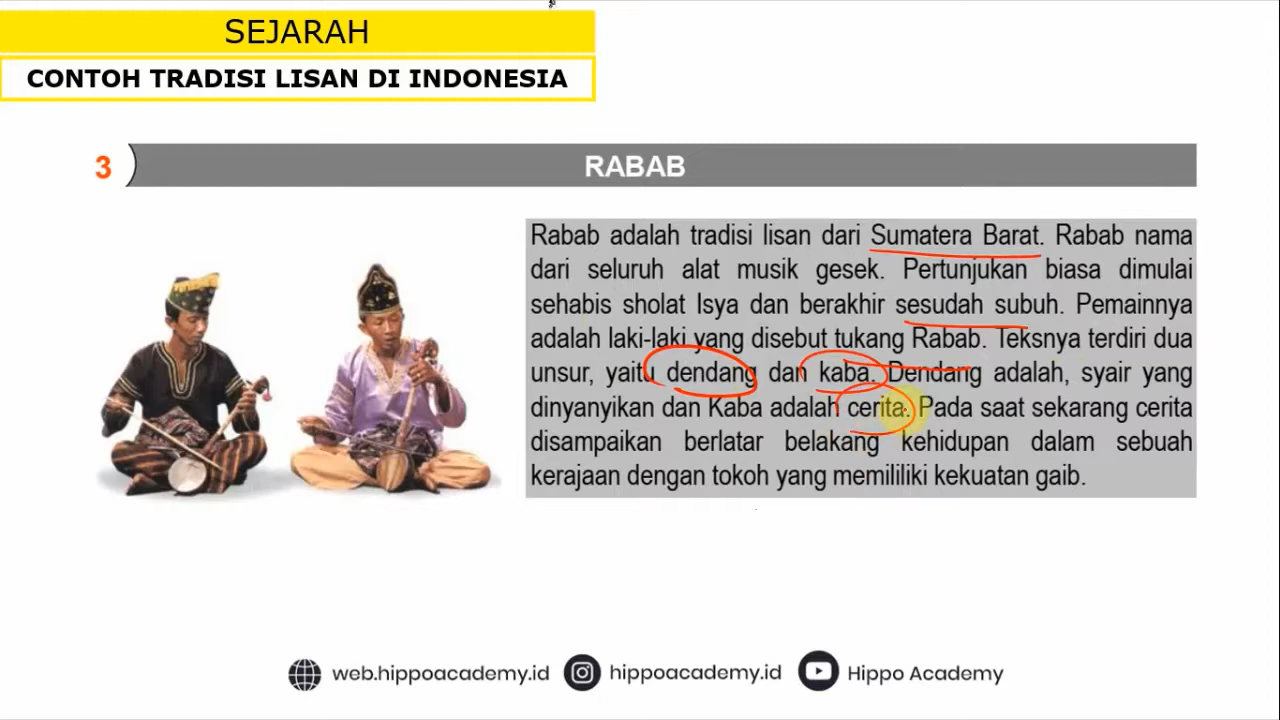 SEJARAH
CONTOH TRADISI LISAN DI INDONESIA
3
RABAB
Rabab adalah tradisi lisan dari Sumatera Barat. Rabab nama
dari seluruh alat musik gesek. Pertunjukan biasa dimulai
sehabis sholat Isya dan berakhir sesudah subuh. Pemainnya
adalah laki-laki yang disebut tukang Rabab. Teksnya terdiri dua
unsur, yaitu dendang dan kaba. Dendang adalah, syair yang
dinyanyikan dan Kaba adalah cerita. Pada saat sekarang cerita
disampaikan berlatar belakang kehidupan dalam sebuah
kerajaan dengan tokoh yang memililiki kekuatan gaib.
web.hippoacademy.id
hippoacademy.id
Hippo Academy